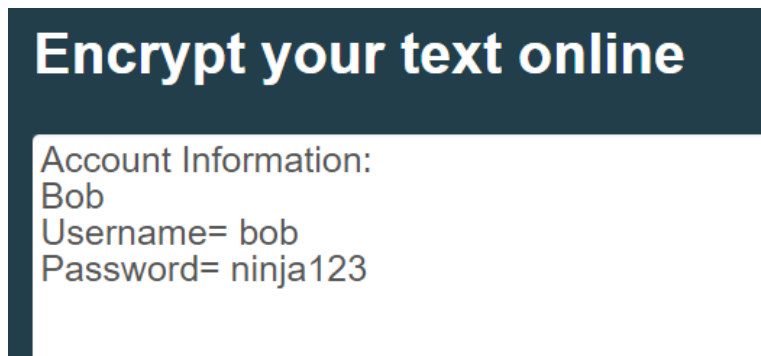 Encrypt your text online
Account Information:
Bob
Username= bob
Password= ninja123